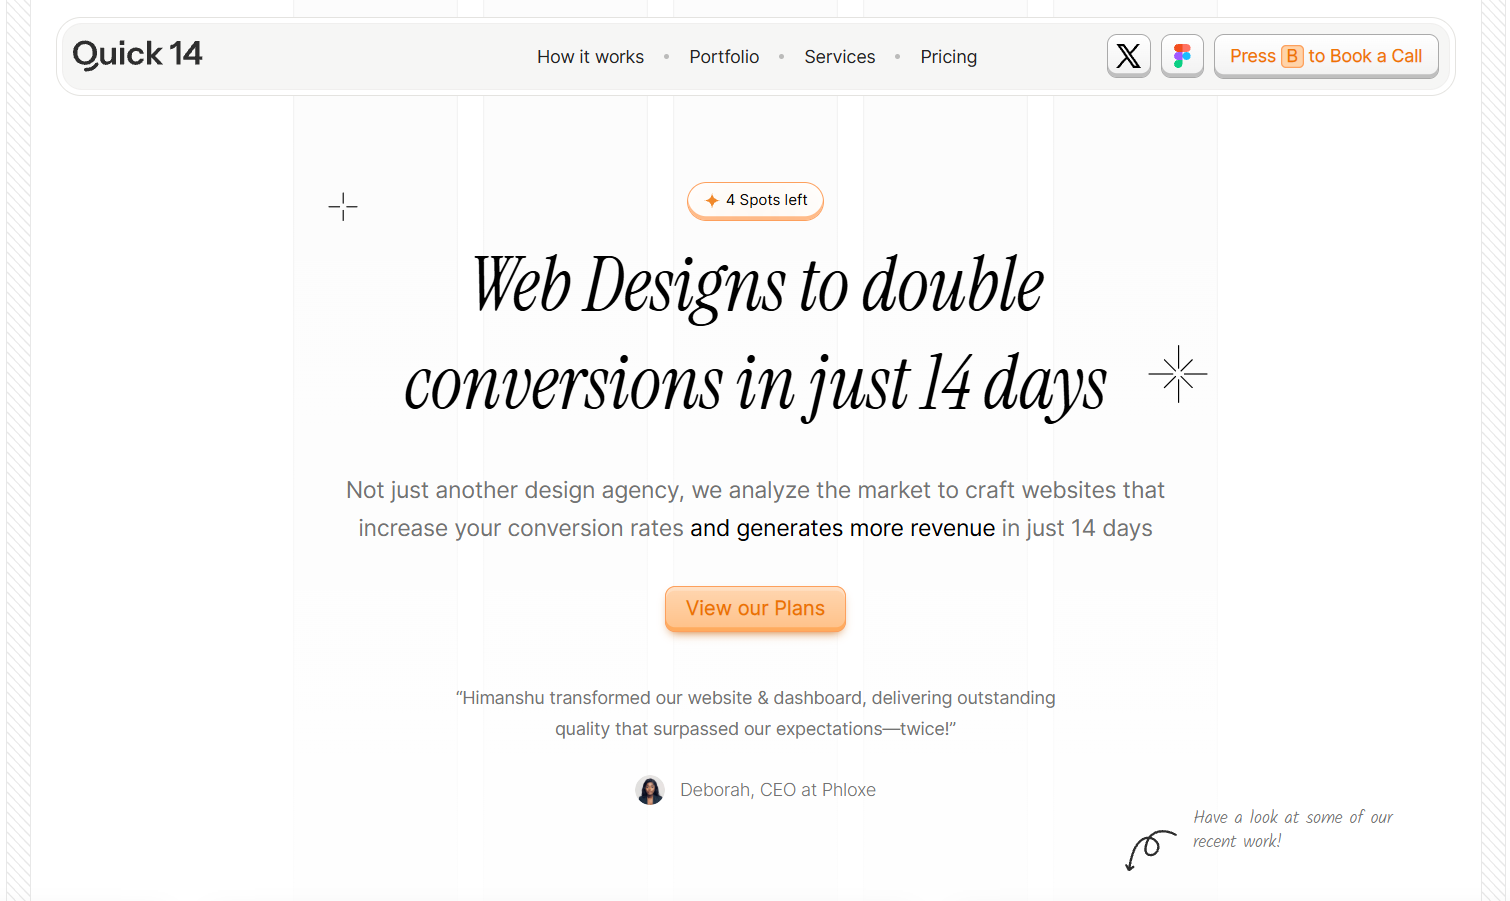 Quick 14
How it works • Portfolio • Services • Pricing
Press B to Book a Call
4 Spots left
Web Designs to double
conversions in just 14 days
Not just another design agency, we analyze the market to craft websites that
increase your conversion rates and generates more revenue in just 14 days
View our Plans
“Himanshu transformed our website & dashboard, delivering outstanding
quality that surpassed our expectations—twice!”
Deborah, CEO at Phloxe
Have a look at some of our
recent work!